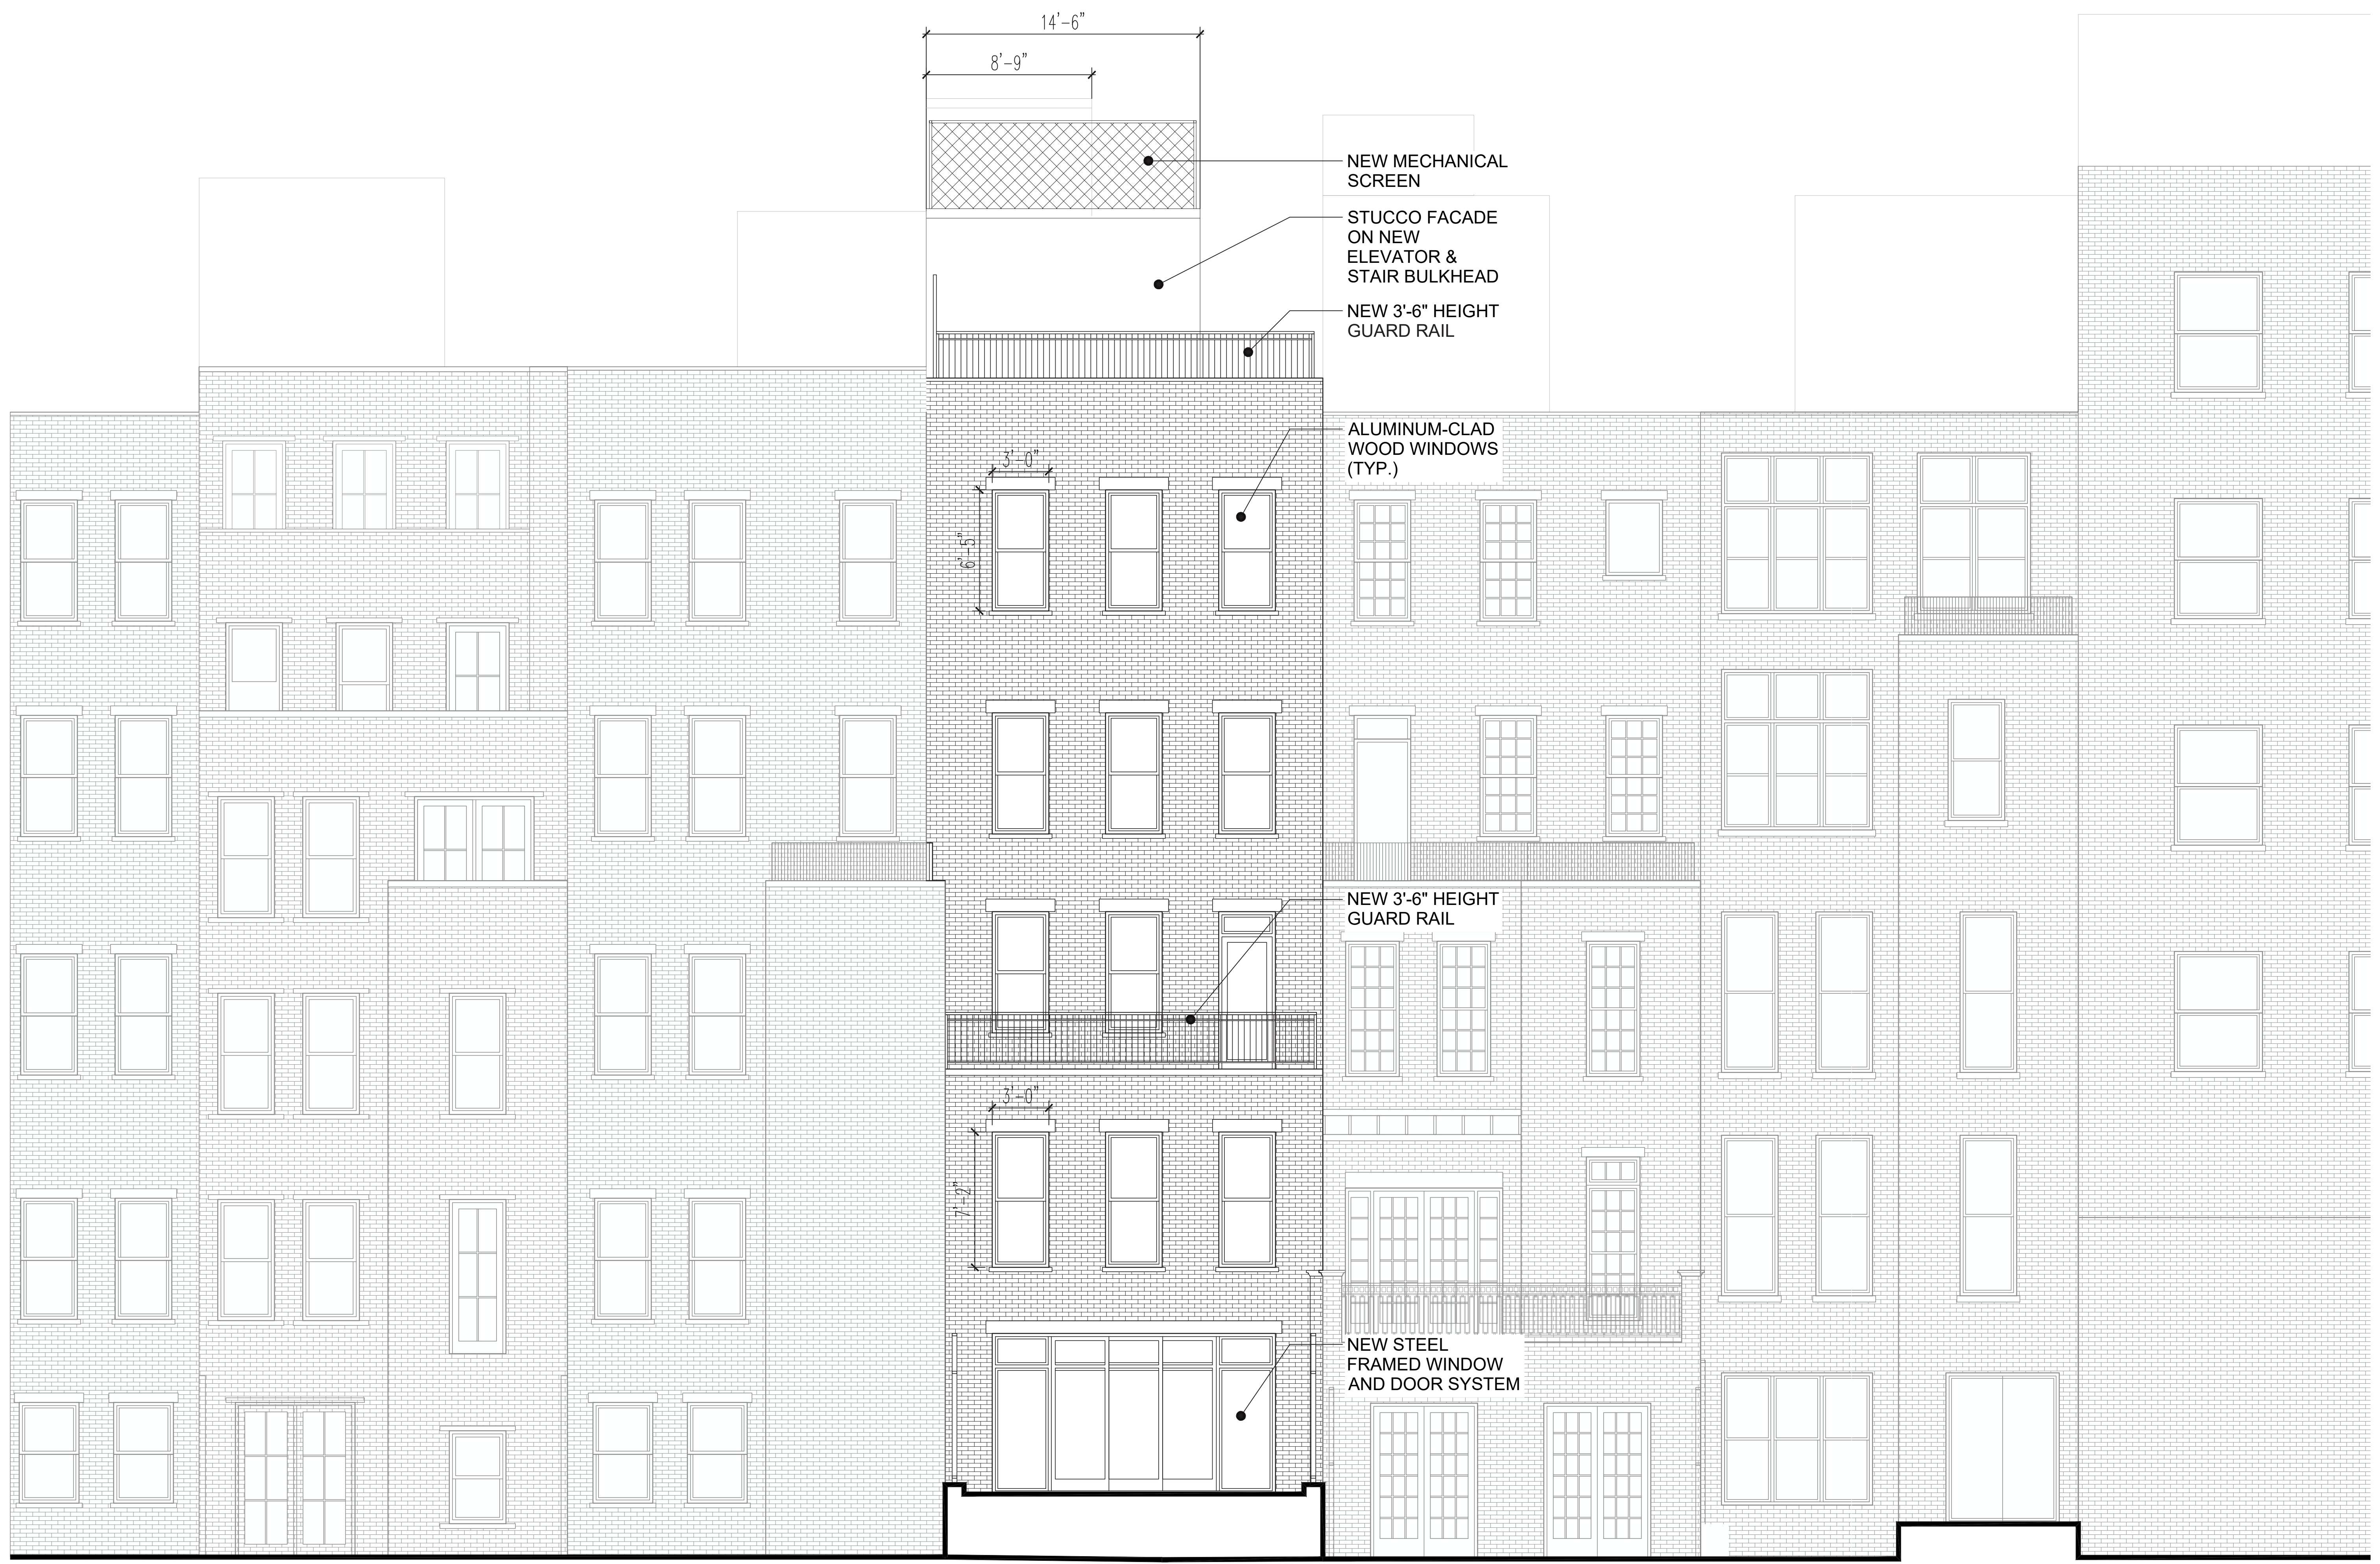 14'-6"
8'-9"
NEW MECHANICAL
SCREEN
STUCCO FACADE
ON NEW
ELEVATOR &
STAIR BULKHEAD
NEW 3'-6" HEIGHT
GUARD RAIL
ALUMINUM-CLAD
WOOD WINDOWS
(TYP.)
3'-0"
6'-5"
NEW 3'-6" HEIGHT
GUARD RAIL
3'-0"
7'-2"
NEW STEEL
FRAMED WINDOW
AND DOOR SYSTEM